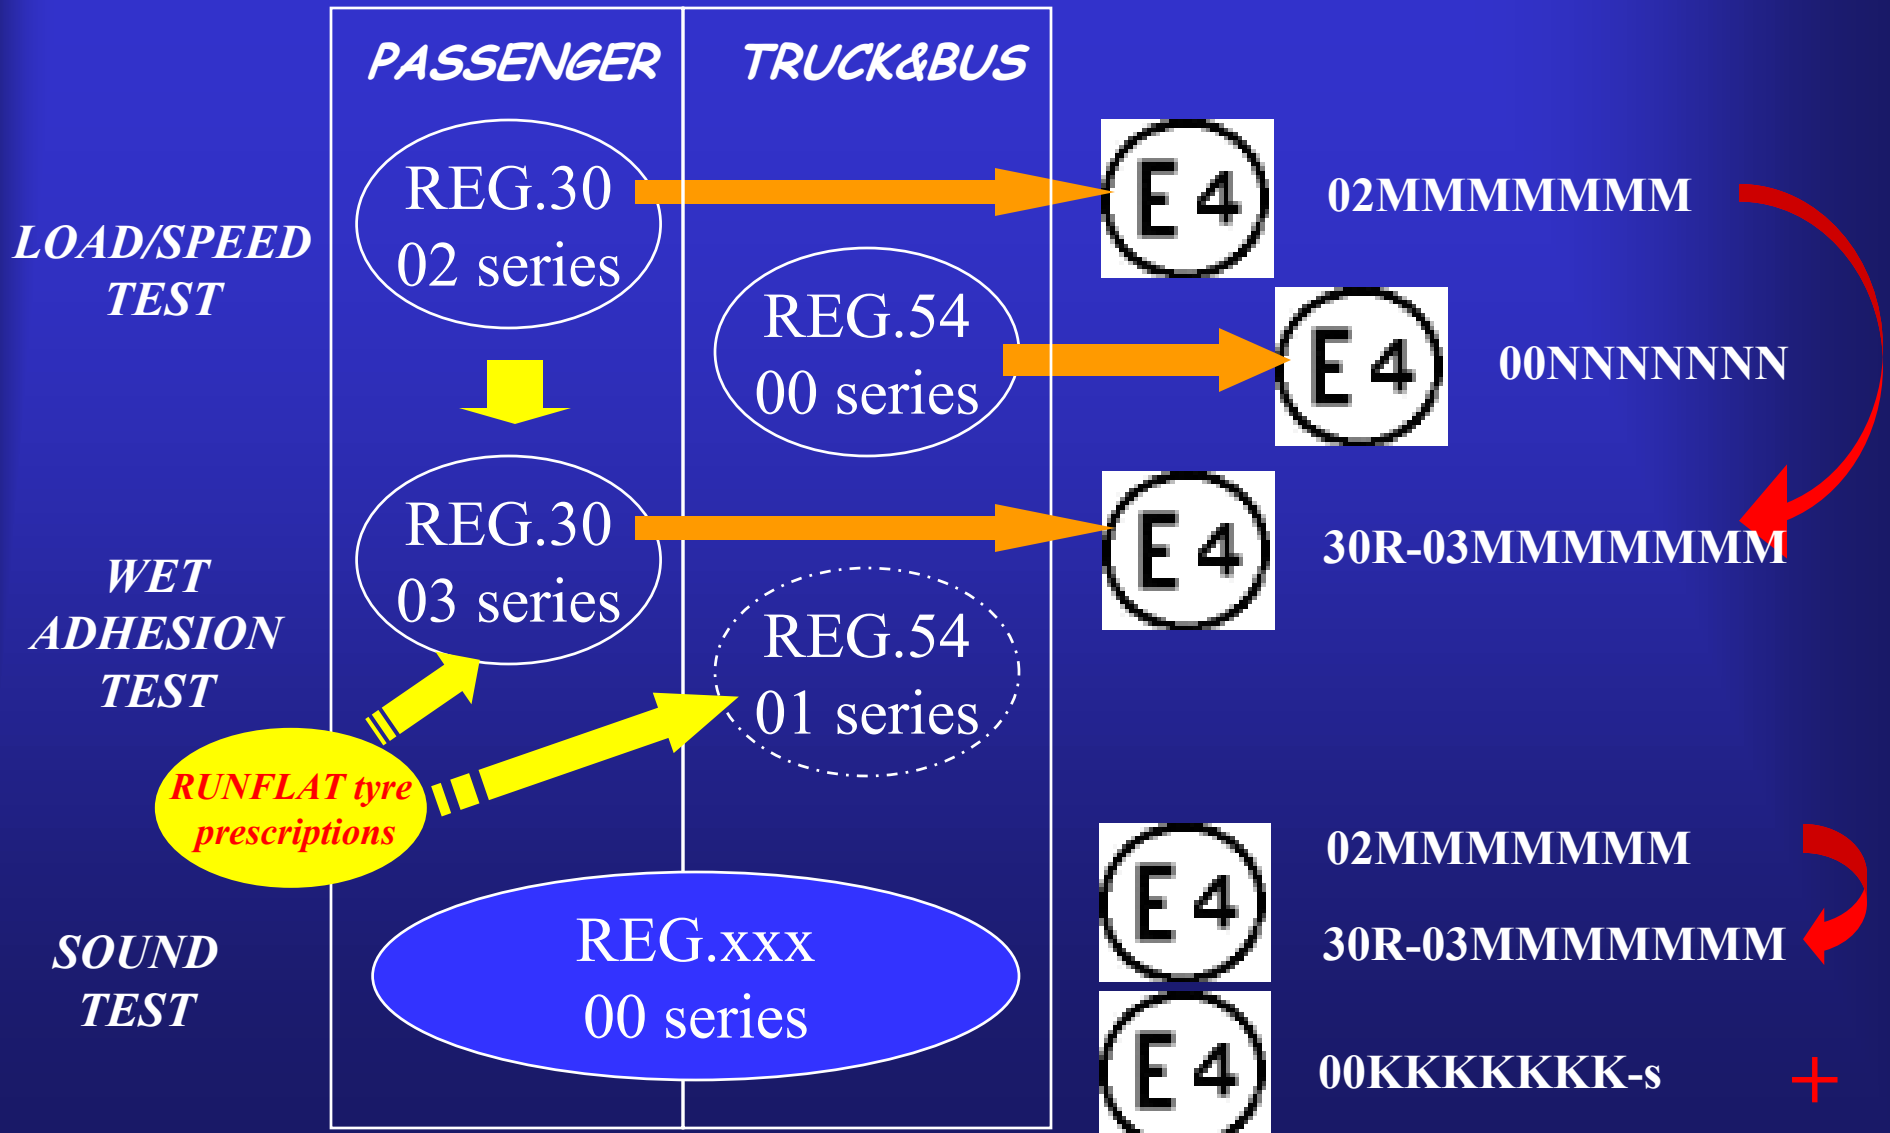 PASSENGER
TRUCK&BUS
LOAD/SPEED
TEST
REG.30
02 series
E 4
02MMMMMMM
REG.54
00 series
E 4
00NNNNNNN
WET
ADHESION
TEST
REG.30
03 series
E 4
30R-03MMMMMMM
REG.54
01 series
RUNFLAT tyre
prescriptions
SOUND
TEST
REG.xxx
00 series
E 4
02MMMMMMM
30R-03MMMMMMM
E 4
00KKKKKKK-s
+